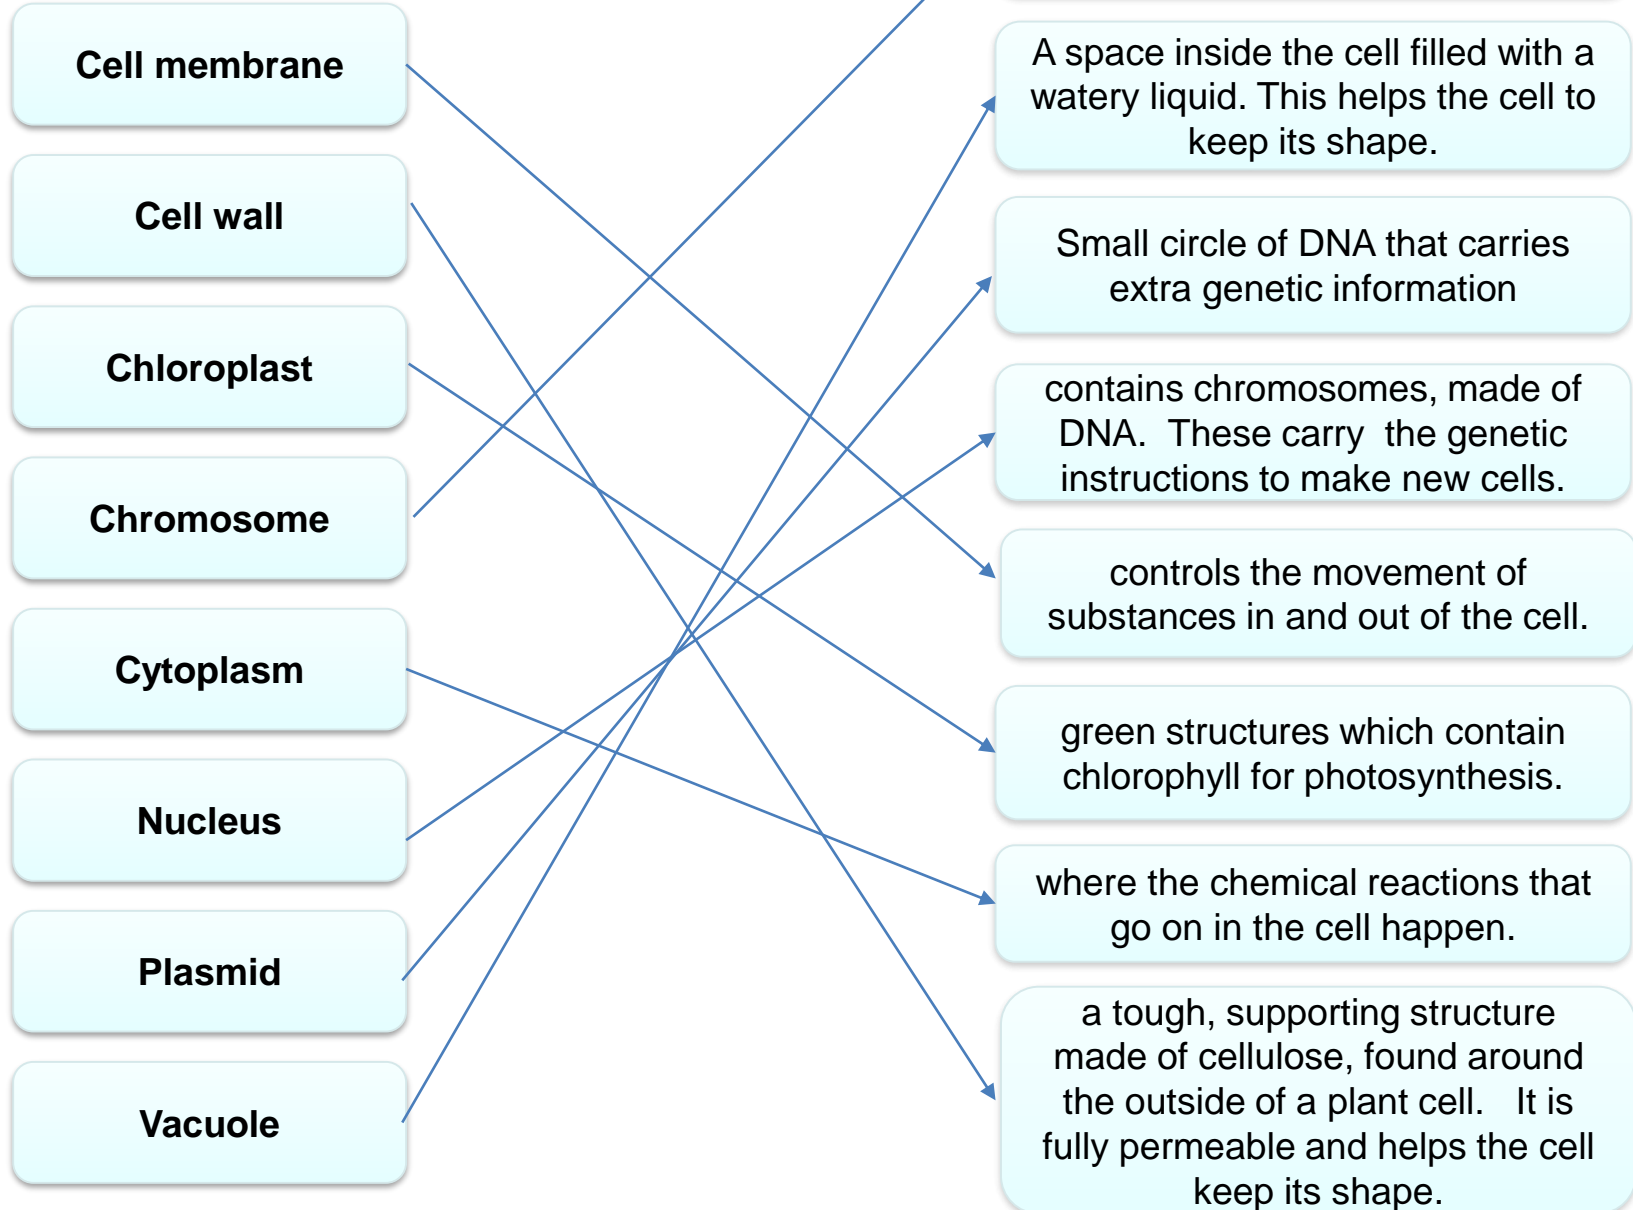 Cell membrane
Cell wall
Chloroplast
Chromosome
Cytoplasm
Nucleus
Plasmid
Vacuole
A space inside the cell filled with a
watery liquid. This helps the cell to
keep its shape.
Small circle of DNA that carries
extra genetic information
contains chromosomes, made of
DNA.  These carry  the genetic
instructions to make new cells.
controls the movement of
substances in and out of the cell.
green structures which contain
chlorophyll for photosynthesis.
where the chemical reactions that
go on in the cell happen.
a tough, supporting structure
made of cellulose, found around
the outside of a plant cell.   It is
fully permeable and helps the cell
keep its shape.